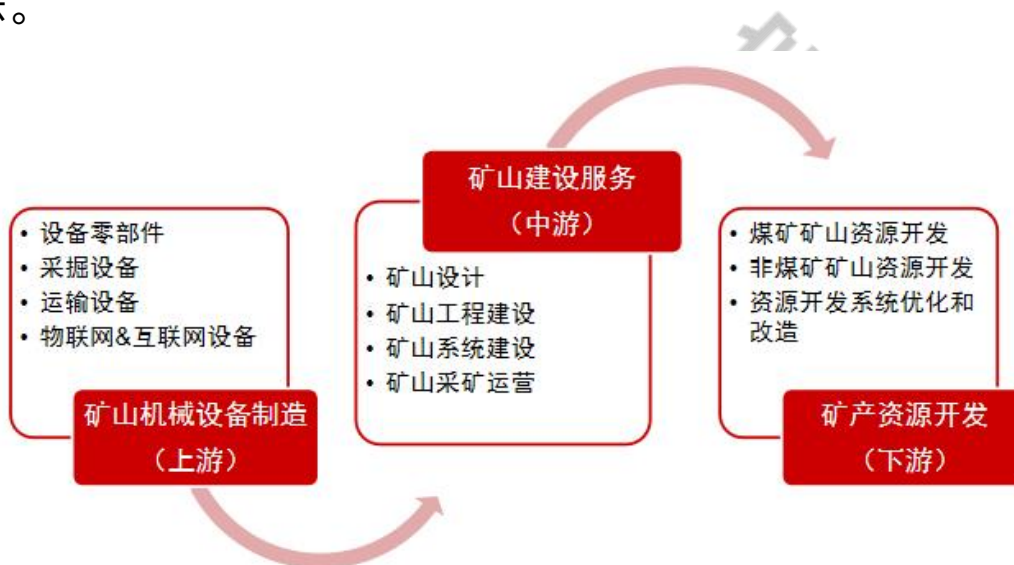 。
• 设备零部件
• 采掘设备
• 运输设备
• 物联网&互联网设备
矿山机械设备制造
（上游）
矿山建设服务
（中游）
• 矿山设计
• 矿山工程建设
• 矿山系统建设
• 矿山采矿运营
• 煤矿矿山资源开发
• 非煤矿矿山资源开发
• 资源开发系统优化和
改造
矿产资源开发
（下游）